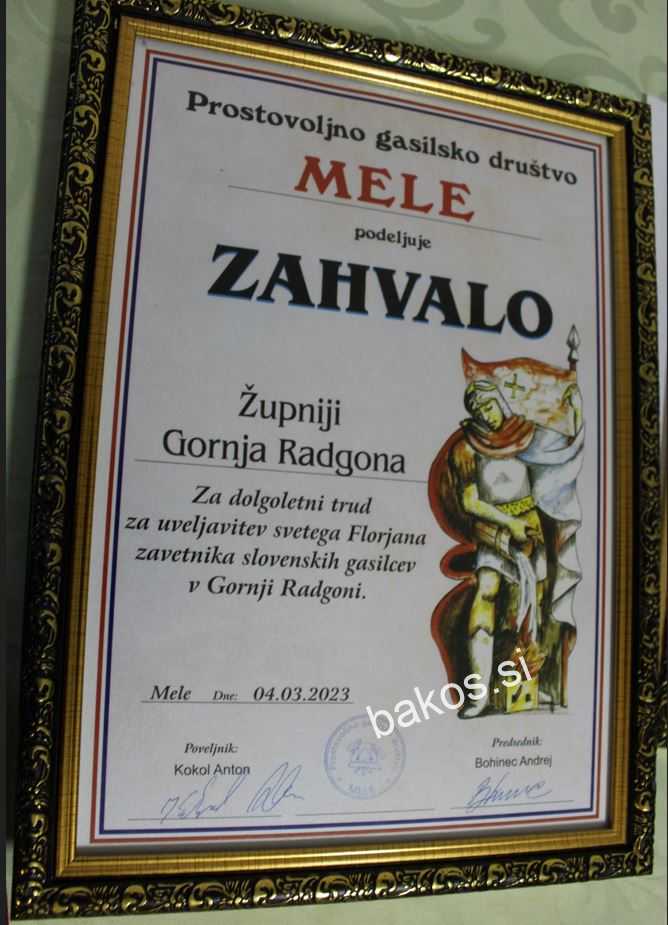 Prostovoljno gasilsko društvo
MELE
podeljuje
ZAHVALO
Župniji
Gornja Radgona
Za dolgoletni trud
za uveljavitev svetega Florjana
zavetnika slovenskih gasilcev
v Gornji Radgoni.
Mele Dne: 04.03.2023
bakos.si
Poveljnik:
Kokol Anton
Predsednik:
Bohinec Andrej
MELE